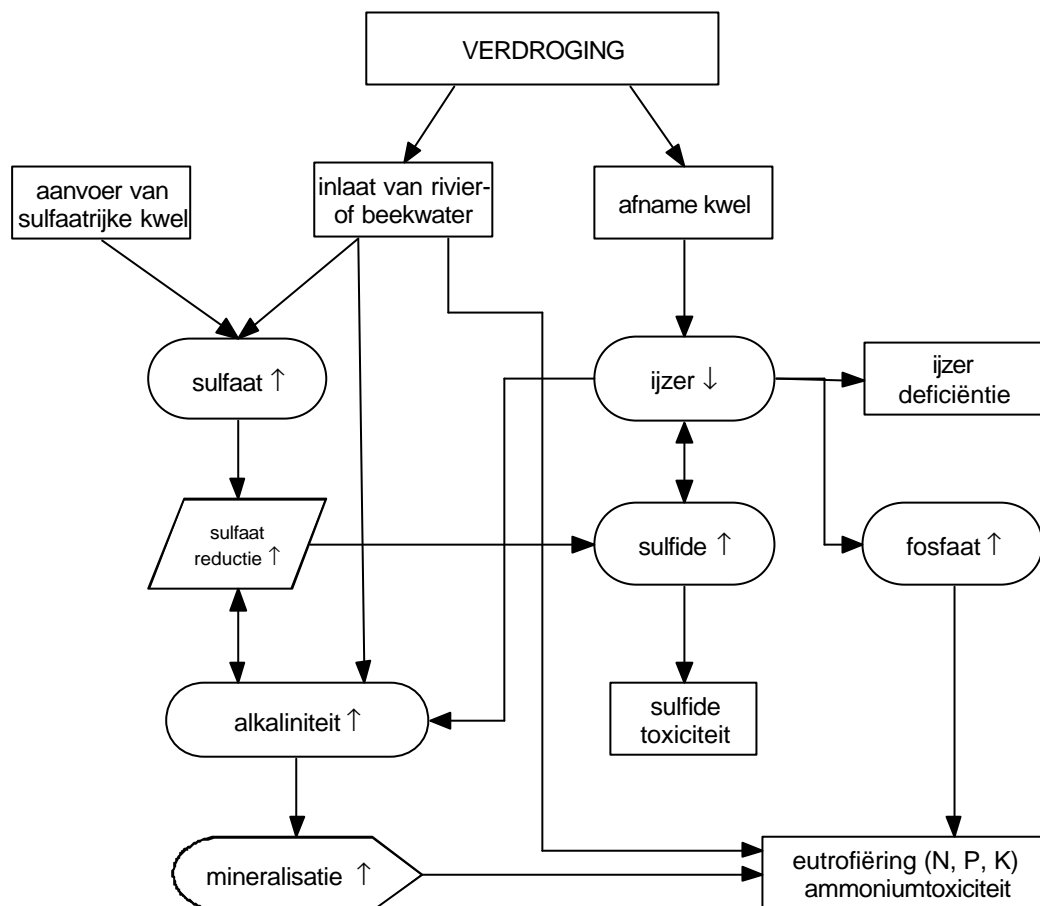 VERDROGING
aanvoer van
sulfaatrijke kwel
inlaat van rivier-
of beekwater
afname kwel
sulfaat ↑
ijzer ↓
ijzer
deficiëntie
sulfaat
reductie ↑
sulfide ↑
fosfaat ↑
alkaliniteit ↑
sulfide
toxiciteit
mineralisatie ↑
eutrofiëring (N, P, K)
ammoniumtoxiciteit